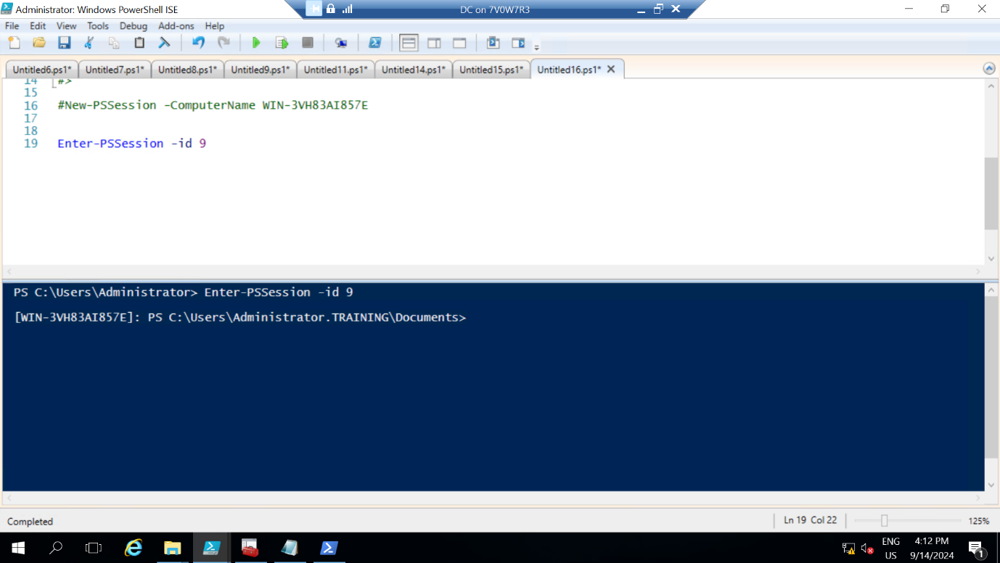 Administrator: Windows PowerShell ISE
DC on 7V0W7R3
File Edit View Tools Debug Add-ons Help
Untitled6.ps1* Untitled7.ps1* Untitled8.ps1* Untitled9.ps1* Untitled11.ps1* Untitled14.ps1* Untitled15.ps1* Untitled16.ps1*
14 #>
15
16 #New-PSSession -ComputerName WIN-3VH83AI857E
17
18
19 Enter-PSSession -id 9
PS C:\Users\Administrator> Enter-PSSession -id 9
[WIN-3VH83AI857E]: PS C:\Users\Administrator.TRAINING\Documents>
Completed
Ln 19 Col 22
125%
ENG
US
4:12 PM
9/14/2024
1